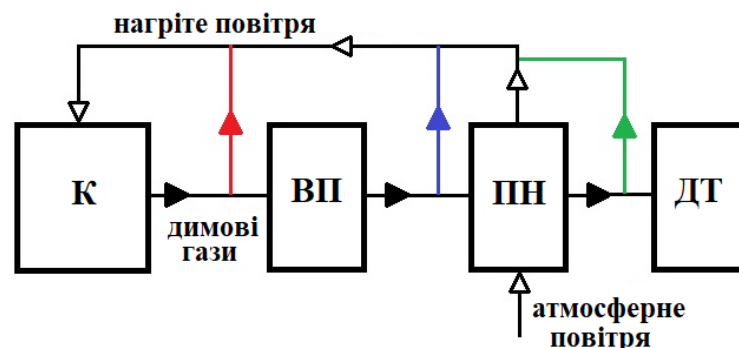 нагріте повітря
К
ВП
ПН
ДТ
димові
гази
атмосферне
повітря